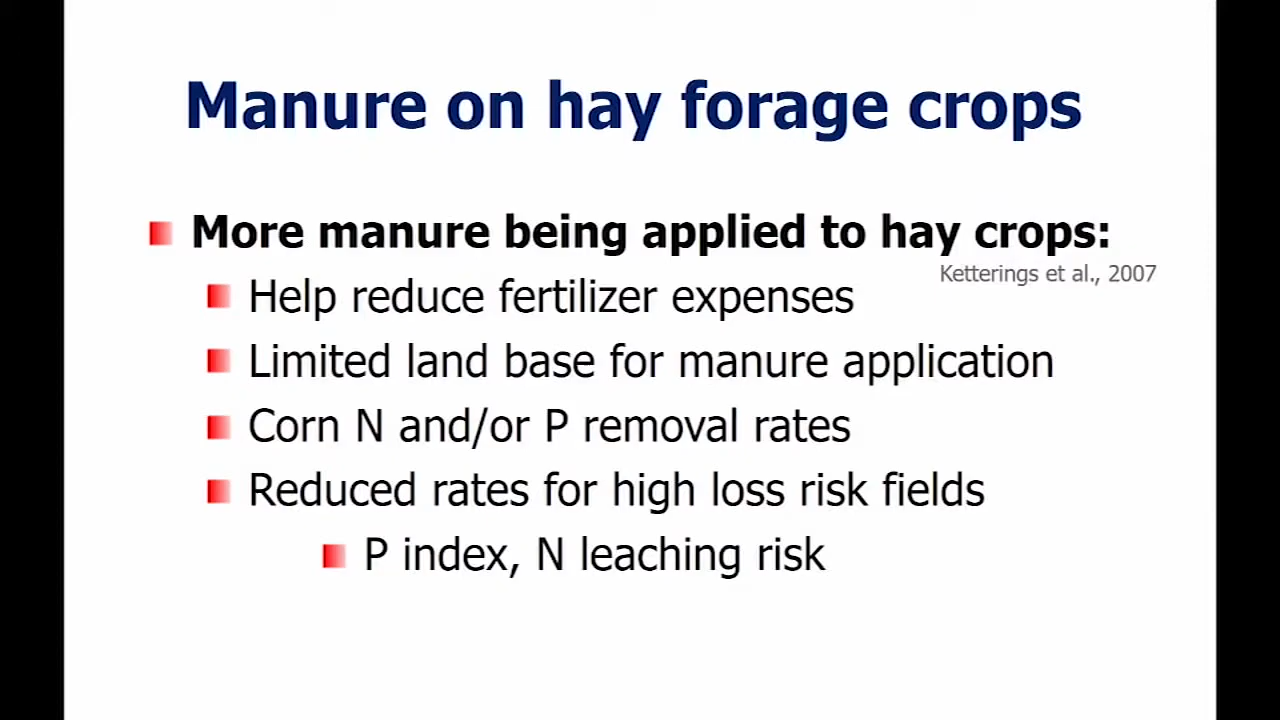 Manure on hay forage crops
More manure being applied to hay crops:
Ketterings et al., 2007
Help reduce fertilizer expenses
Limited land base for manure application
Corn N and/or P removal rates
Reduced rates for high loss risk fields
P index, N leaching risk